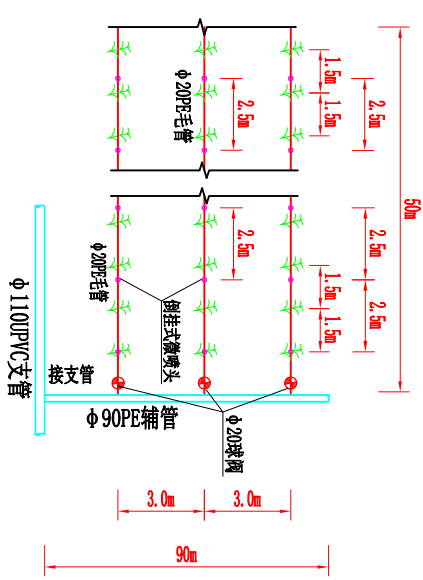 1.5m
1.5m
2.5m
2.5m
φ20PE毛管
50m
2.5m
2.5m
2.5m
1.5m
1.5m
φ20PE毛管
倒挂式微喷头
φ110UPVC支管
接支管
φ90PE辅管
φ20球阀
3.0m
3.0m
90m